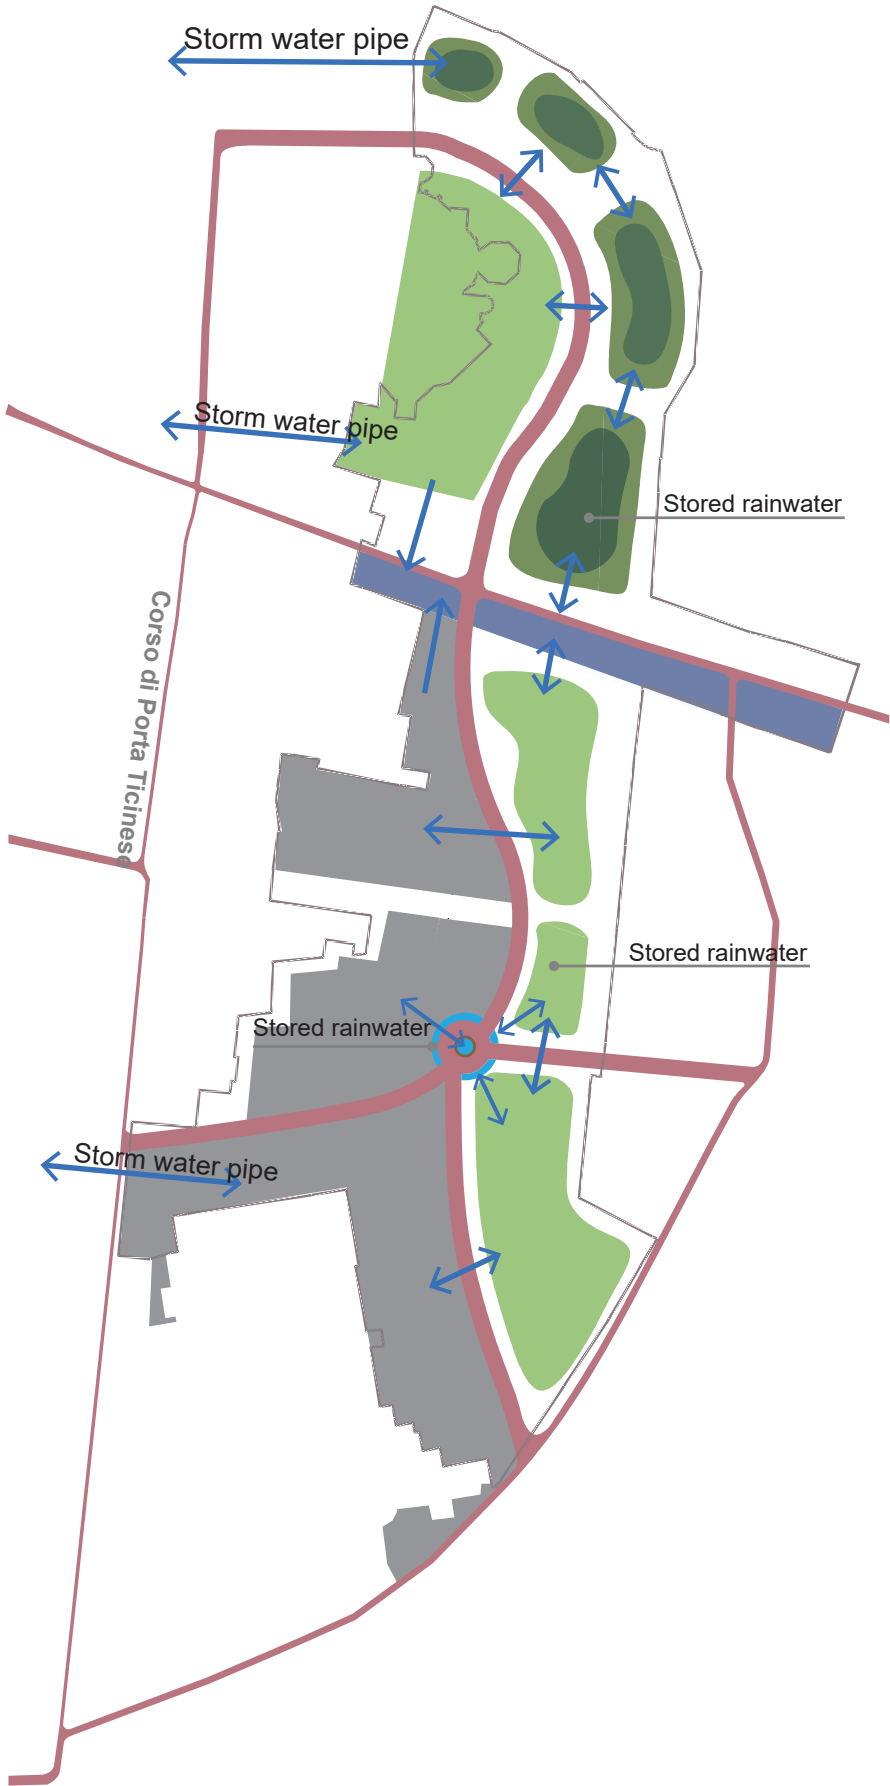 Storm water pipe
Storm water pipe
Stored rainwater
Corso di Porta Ticinese
Stored rainwater
Stored rainwater
Storm water pipe